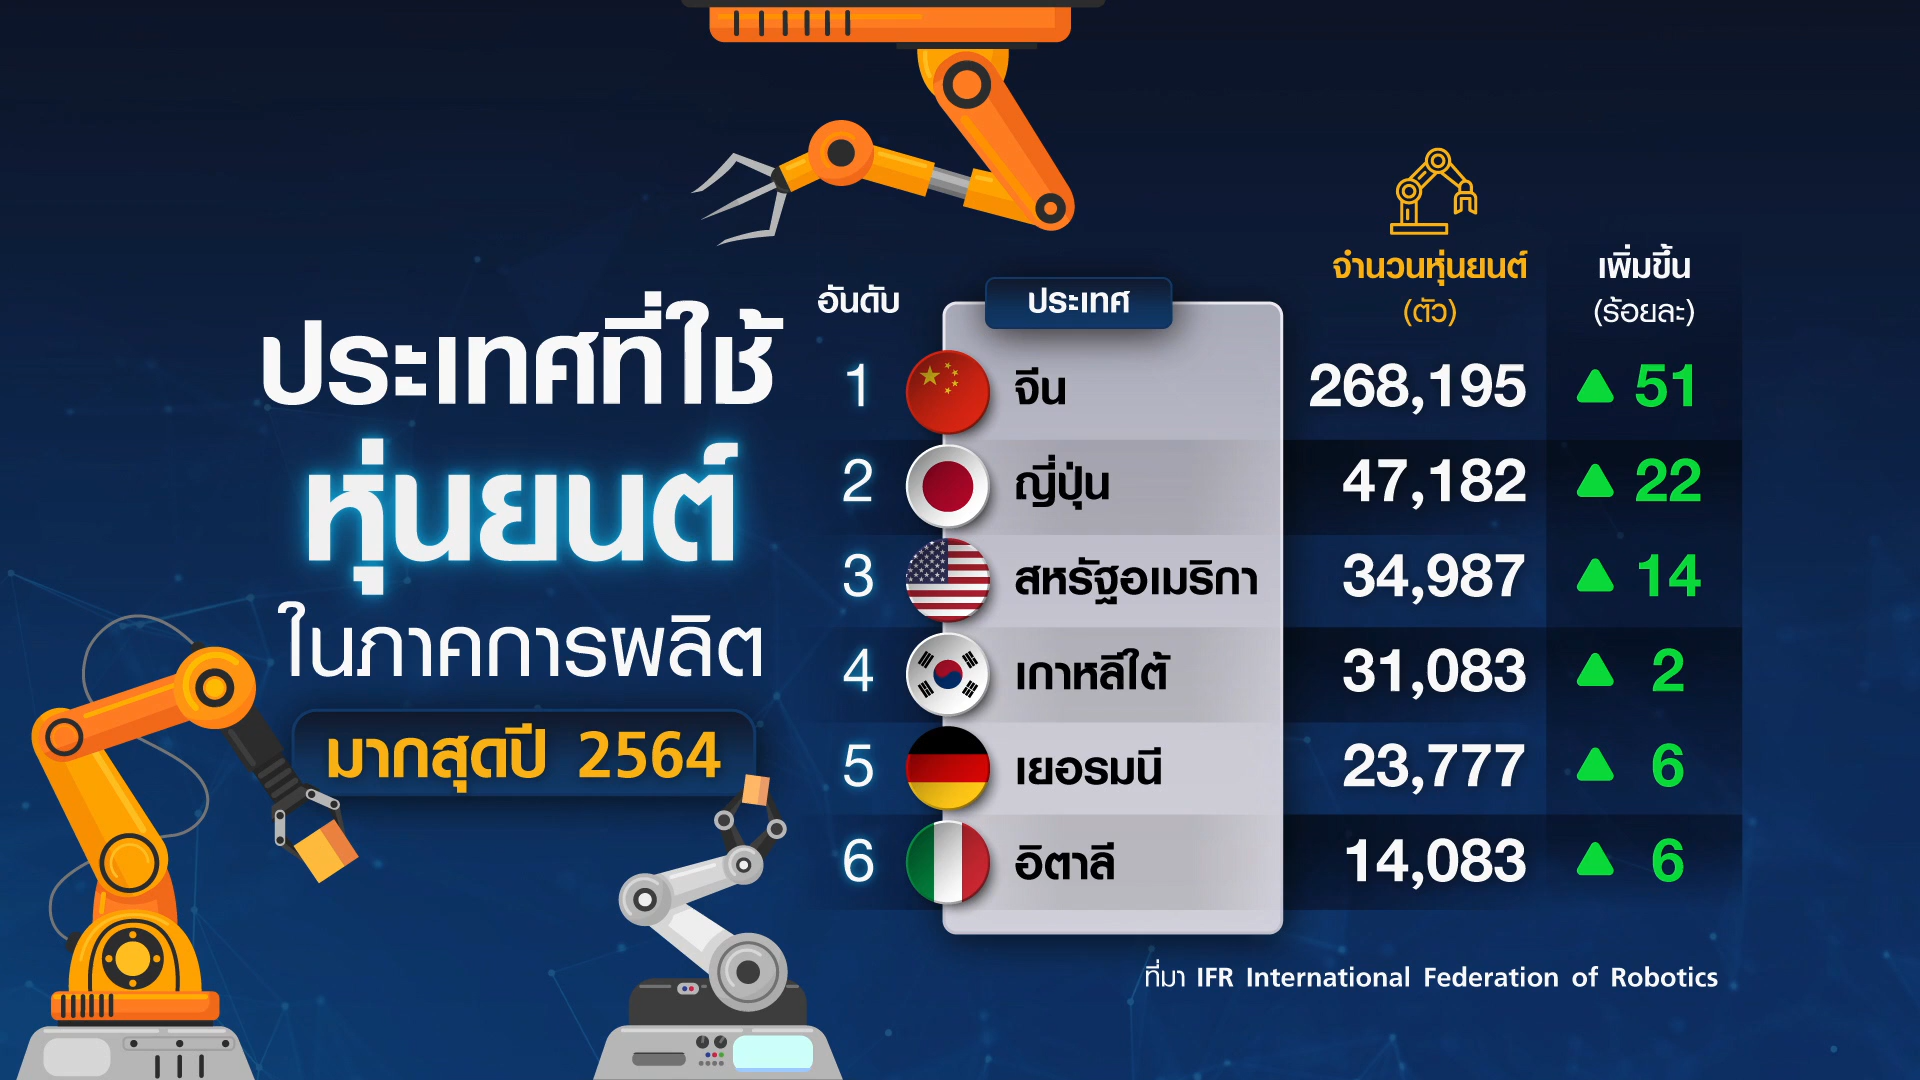 ประเทศที่ใช้
หุ่นยนต์
ในภาคการผลิต
มากสุดปี 2564
อันดับ ประเทศ จำนวนหุ่นยนต์ (ตัว) เพิ่มขึ้น (ร้อยละ)
1 จีน 268,195 ▲ 51
2 ญี่ปุ่น 47,182 ▲ 22
3 สหรัฐอเมริกา 34,987 ▲ 14
4 เกาหลีใต้ 31,083 ▲ 2
5 เยอรมนี 23,777 ▲ 6
6 อิตาลี 14,083 ▲ 6
ที่มา IFR International Federation of Robotics